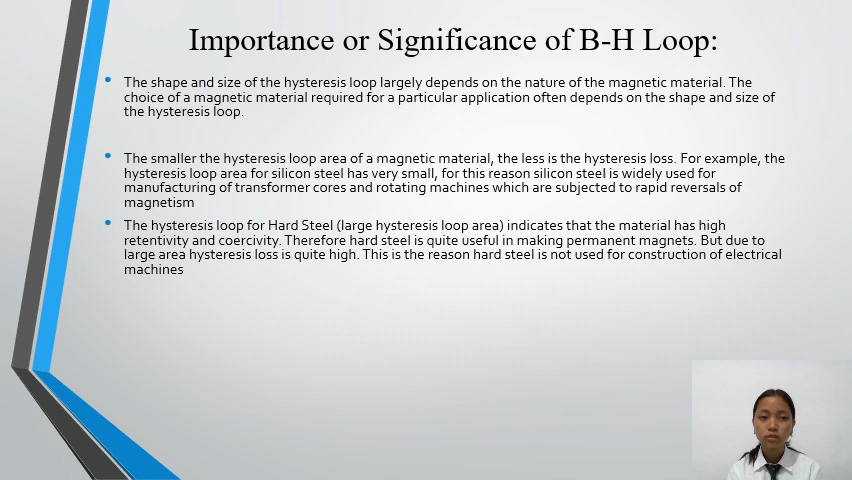 Importance or Significance of B-H Loop:
• The shape and size of the hysteresis loop largely depends on the nature of the magnetic material. The
choice of a magnetic material required for a particular application often depends on the shape and size of
the hysteresis loop.
• The smaller the hysteresis loop area of a magnetic material, the less is the hysteresis loss. For example, the
hysteresis loop area for silicon steel has very small, for this reason silicon steel is widely used for
manufacturing of transformer cores and rotating machines which are subjected to rapid reversals of
magnetism
• The hysteresis loop for Hard Steel (large hysteresis loop area) indicates that the material has high
retentivity and coercivity. Therefore hard steel is quite useful in making permanent magnets. But due to
large area hysteresis loss is quite high. This is the reason hard steel is not used for construction of electrical
machines